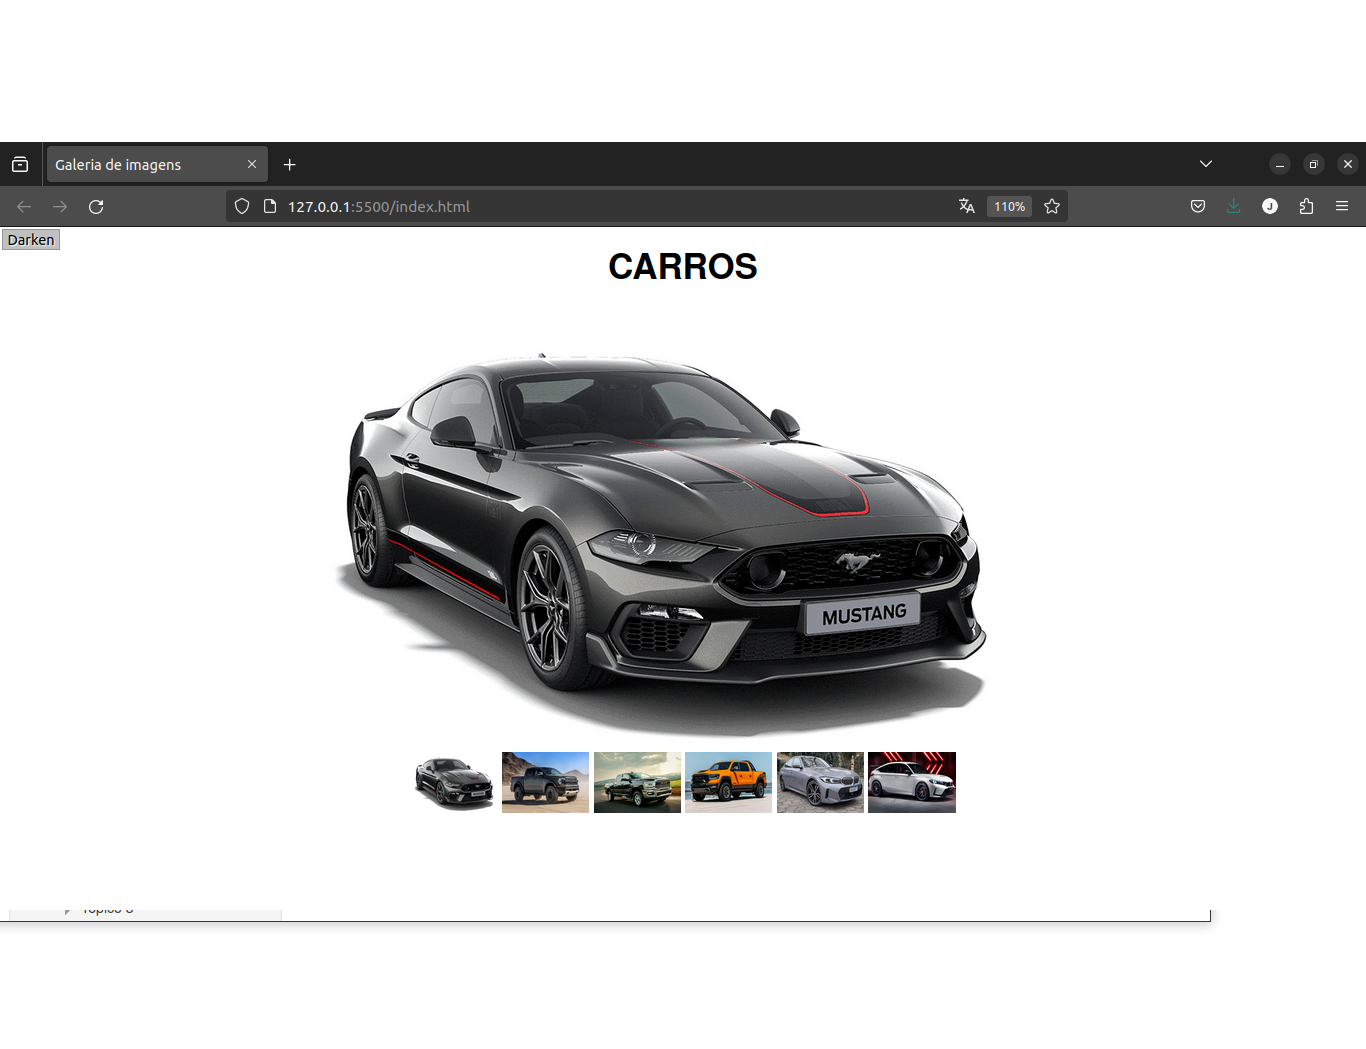 Galeria de imagens
127.0.0.1:5500/index.html
110%
J
Darken
CARROS
MUSTANG